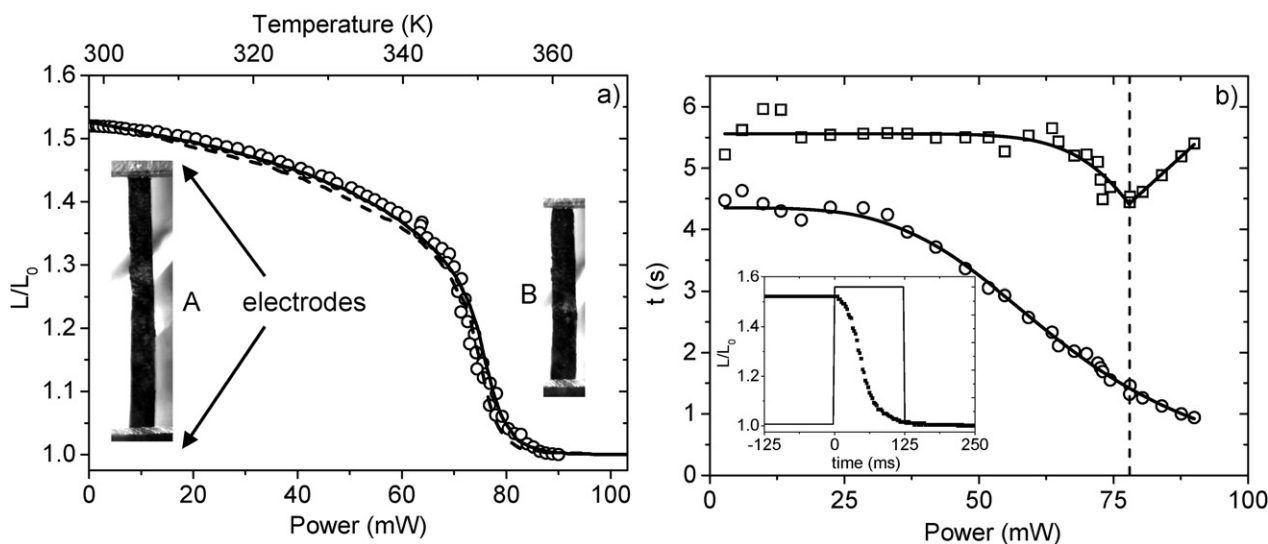 Temperature (K)
300 320 340 360
a)
1.6
1.5
1.4
1.3
1.2
1.1
1.0
L/L0
A electrodes B
0 20 40 60 80 100
Power (mW)
b)
6
5
4
3
2
1
0
t (s)
1.6
1.4
1.2
1.0
L/L0
-125 0 125 250
time (ms)
0 25 50 75 100
Power (mW)